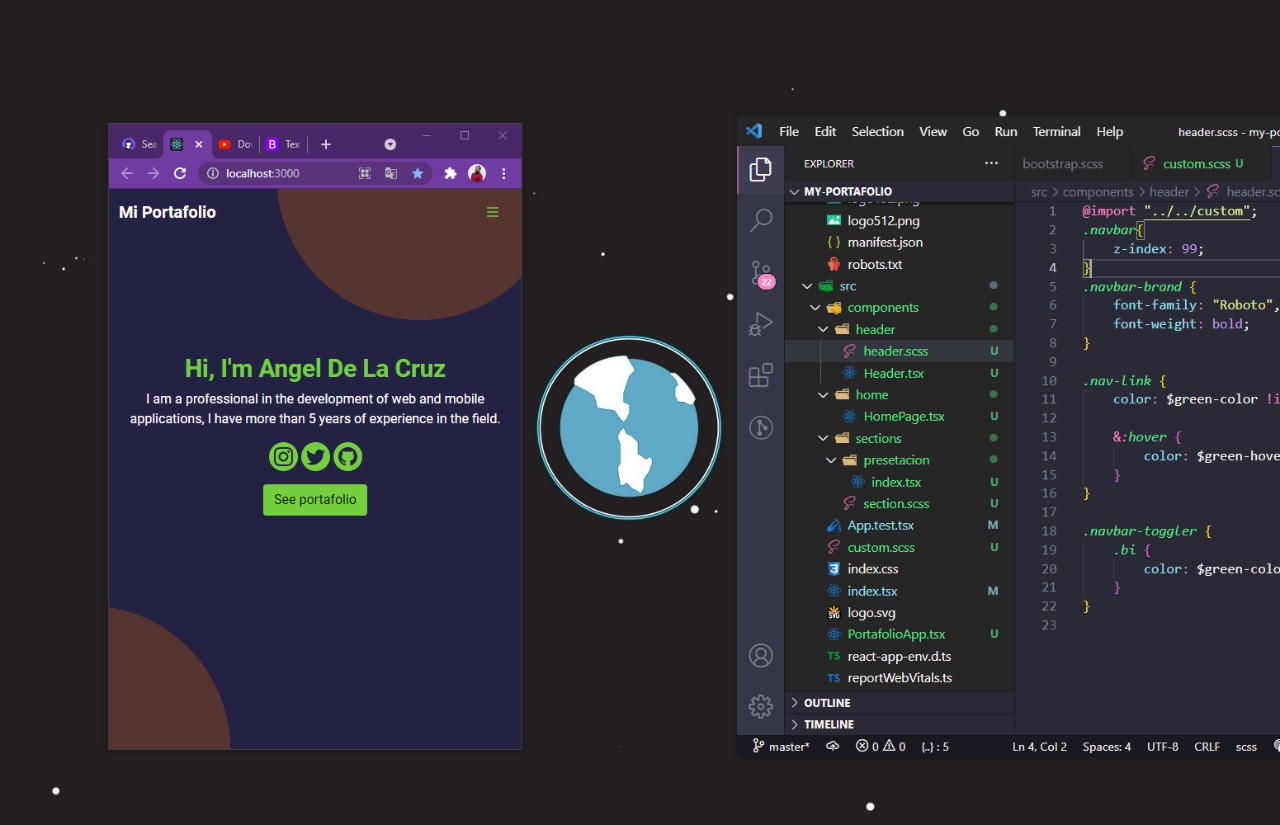 Sea
Do
Tex
localhost:3000
Mi Portafolio
Hi, I'm Angel De La Cruz
I am a professional in the development of web and mobile
applications, I have more than 5 years of experience in the field.
See portafolio
File Edit Selection View Go Run Terminal Help
header.scss - my-po
EXPLORER
MY-PORTAFOLIO
logo512.png
manifest.json
robots.txt
src
components
header
header.scss U
Header.tsx U
home
HomePage.tsx U
sections
presetacion
index.tsx U
section.scss U
App.test.tsx M
custom.scss U
index.css
index.tsx M
logo.svg
PortafolioApp.tsx U
react-app-env.d.ts
reportWebVitals.ts
OUTLINE
TIMELINE
22
bootstrap.scss
custom.scss U
src > components > header > header.sc
1 @import "../../custom";
2 .navbar{
3 z-index: 99;
4 }
5 .navbar-brand {
6 font-family: "Roboto",
7 font-weight: bold;
8 }
9
10 .nav-link {
11 color: $green-color !i
12
13 &:hover {
14 color: $green-hove
15 }
16 }
17
18 .navbar-toggler {
19 .bi {
20 color: $green-colo
21 }
22 }
23
master* 0 0 {..} : 5 Ln 4, Col 2 Spaces: 4 UTF-8 CRLF scss